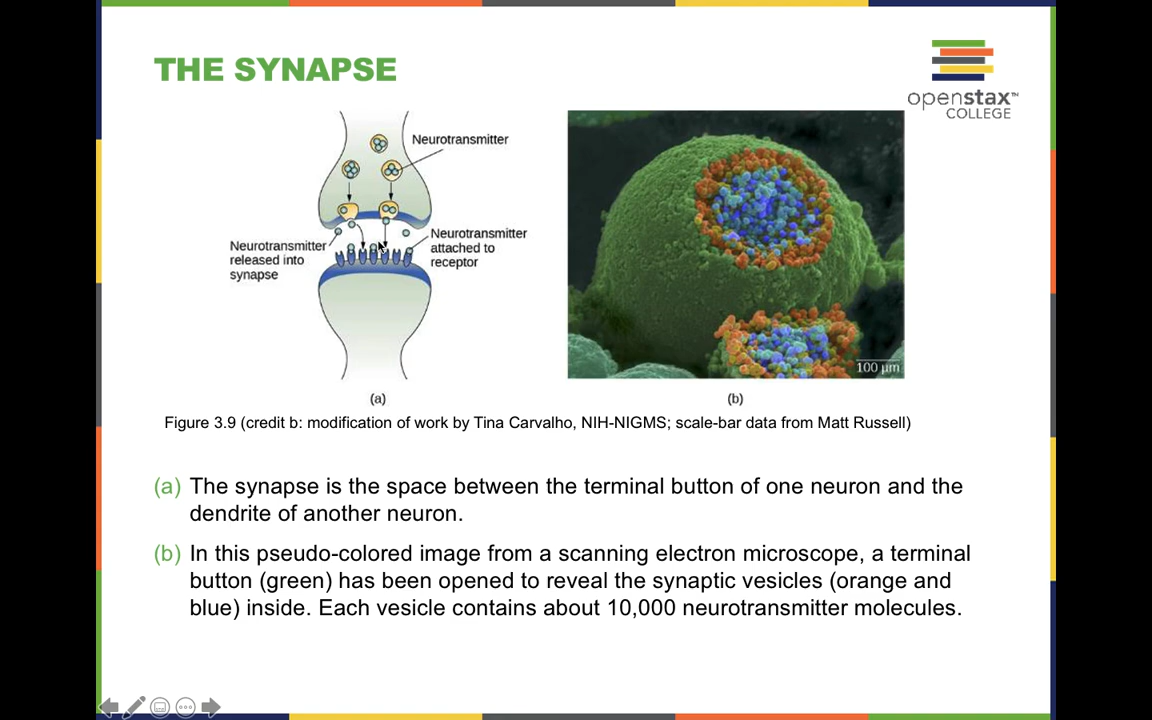 THE SYNAPSE
openstax™
COLLEGE
Neurotransmitter
Neurotransmitter
released into
synapse
Neurotransmitter
attached to
receptor
100 µm
(a)
(b)
Figure 3.9 (credit b: modification of work by Tina Carvalho, NIH-NIGMS; scale-bar data from Matt Russell)
(a) The synapse is the space between the terminal button of one neuron and the
dendrite of another neuron.
(b) In this pseudo-colored image from a scanning electron microscope, a terminal
button (green) has been opened to reveal the synaptic vesicles (orange and
blue) inside. Each vesicle contains about 10,000 neurotransmitter molecules.